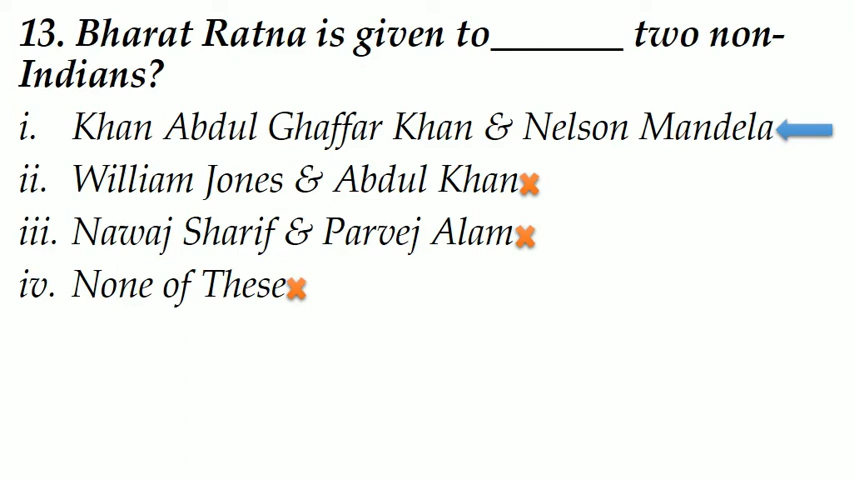 13. Bharat Ratna is given to_______ two non-
Indians?
i. Khan Abdul Ghaffar Khan & Nelson Mandela
ii. William Jones & Abdul Khan
iii. Nawaj Sharif & Parvej Alam
iv. None of These